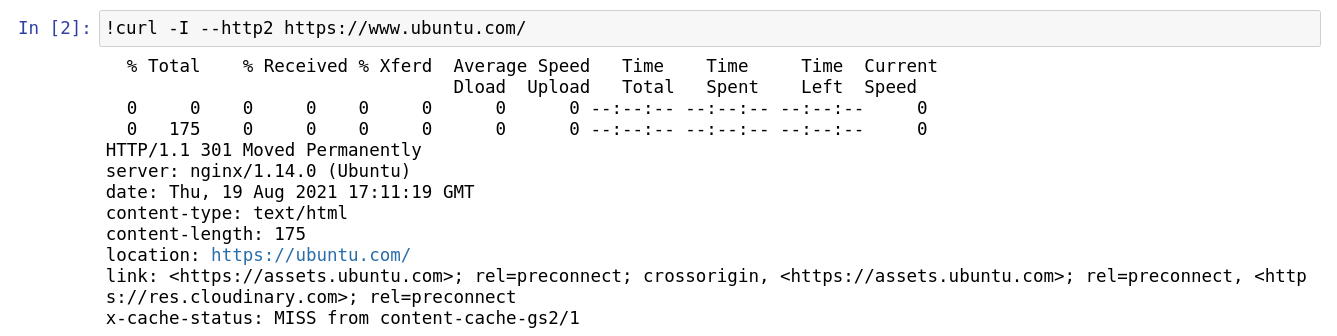 In [2]: !curl -I --http2 https://www.ubuntu.com/
% Total % Received % Xferd Average Speed Time Time Time Current
Dload Upload Total Spent Left Speed
0 0 0 0 0 0 0 0 --:--:-- --:--:-- --:--:-- 0
0 175 0 0 0 0 0 0 --:--:-- --:--:-- --:--:-- 0
HTTP/1.1 301 Moved Permanently
server: nginx/1.14.0 (Ubuntu)
date: Thu, 19 Aug 2021 17:11:19 GMT
content-type: text/html
content-length: 175
location: https://ubuntu.com/
link: <https://assets.ubuntu.com>; rel=preconnect; crossorigin, <https://assets.ubuntu.com>; rel=preconnect, <http
s://res.cloudinary.com>; rel=preconnect
x-cache-status: MISS from content-cache-gs2/1